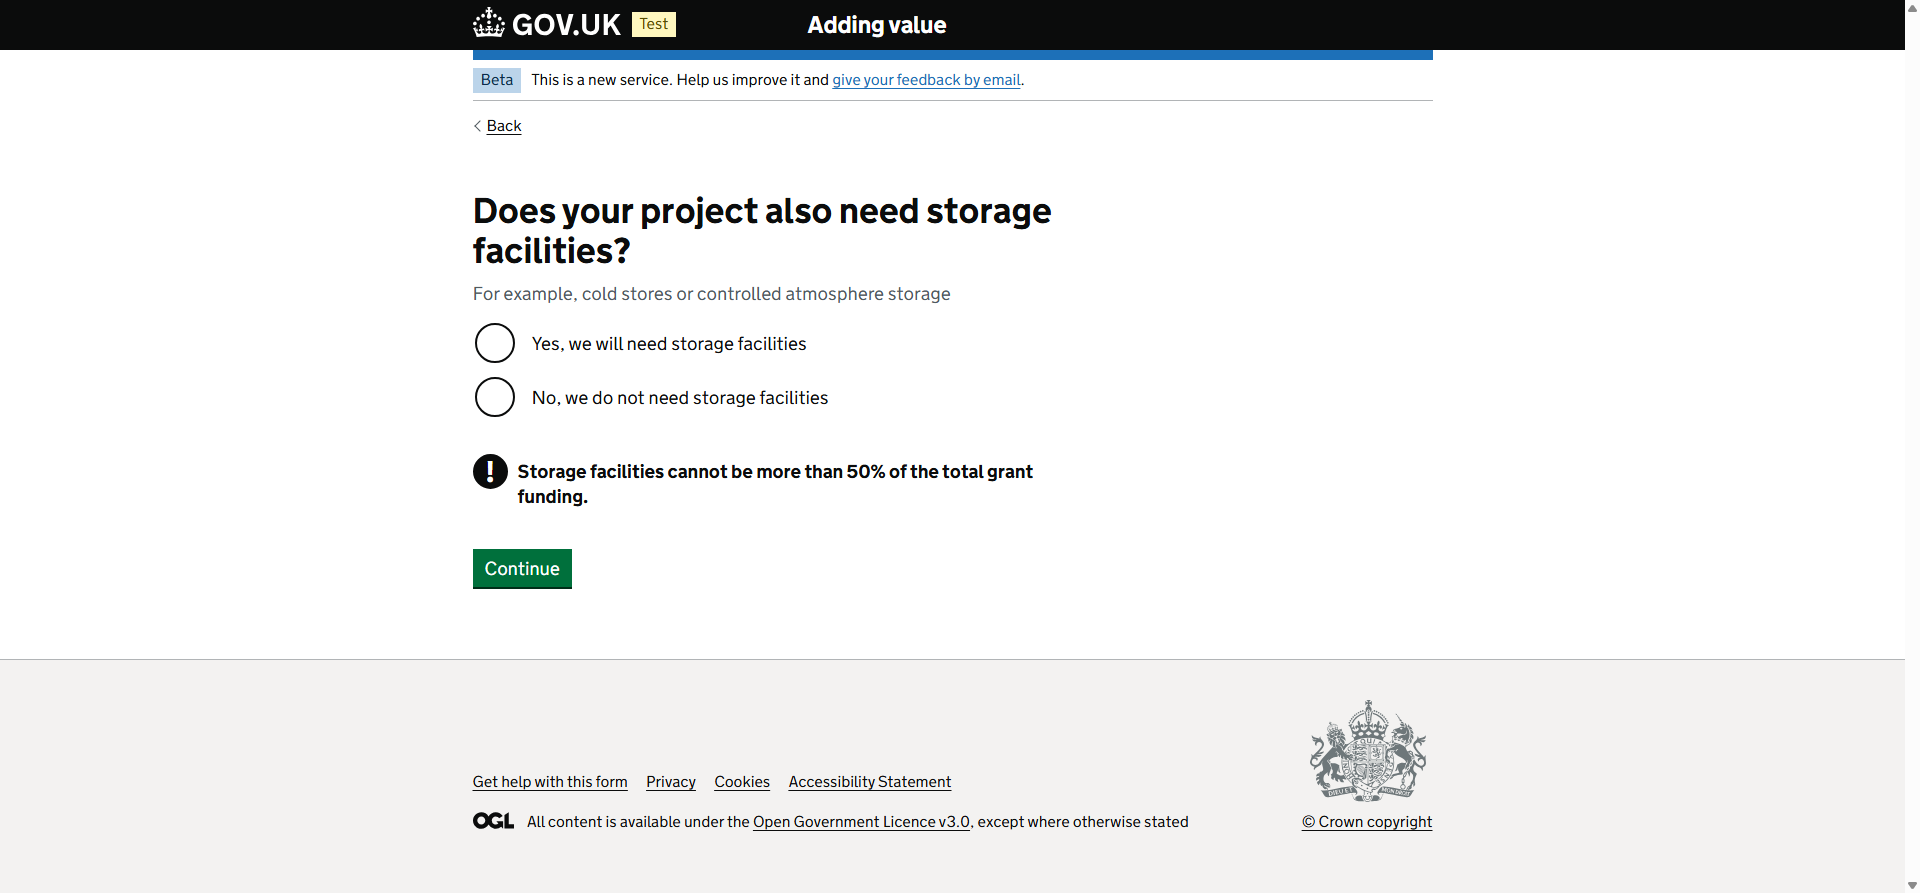 GOV.UK Test Adding value
Beta This is a new service. Help us improve it and give your feedback by email.
Back
Does your project also need storage
facilities?
For example, cold stores or controlled atmosphere storage
Yes, we will need storage facilities
No, we do not need storage facilities
! Storage facilities cannot be more than 50% of the total grant
funding.
Continue
Get help with this form Privacy Cookies Accessibility Statement
OGL All content is available under the Open Government Licence v3.0, except where otherwise stated
© Crown copyright